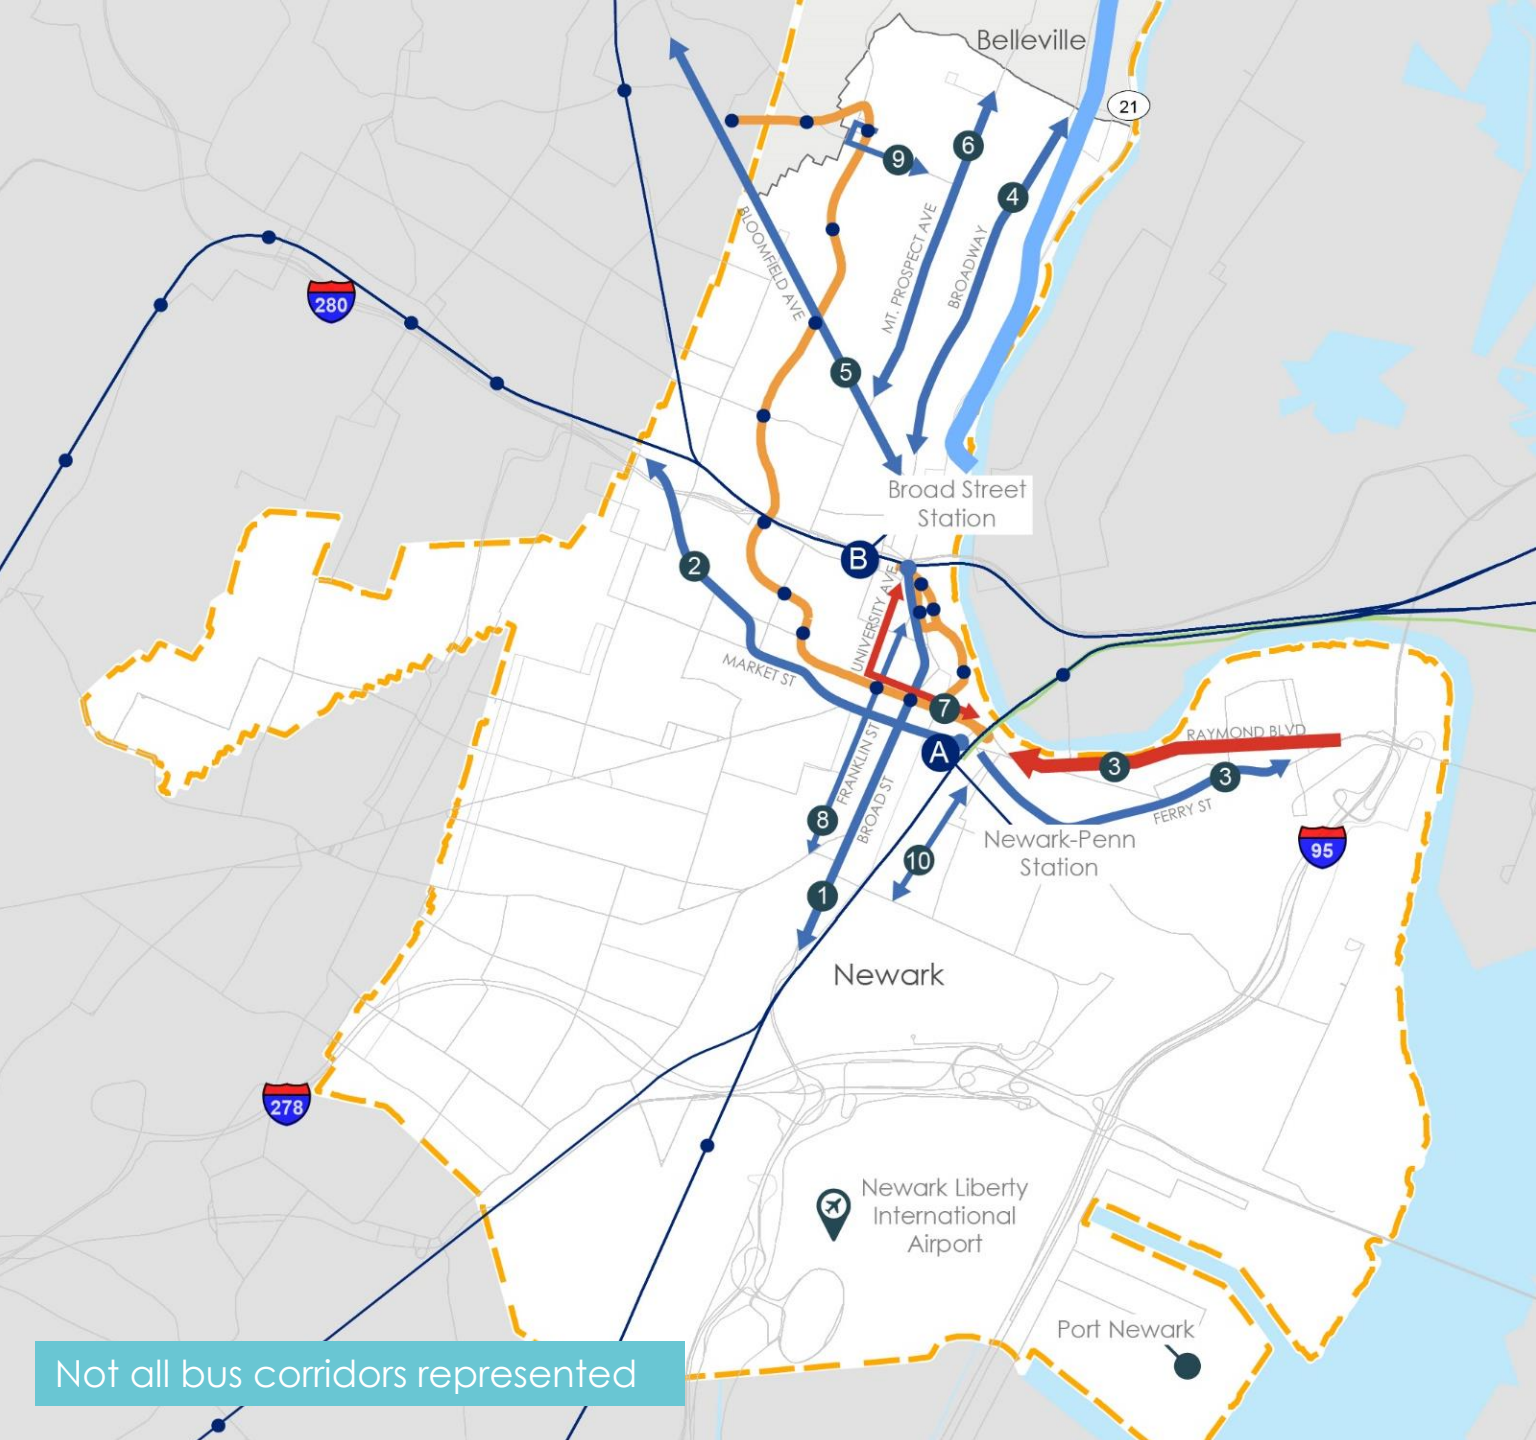 Belleville
21
6
9
4
BLOOMFIELD AVE
MT. PROSPECT AVE
BROADWAY
280
5
Broad Street
Station
B
2
UNIVERSITY AVE
MARKET ST
7
A
RAYMOND BLVD
3
3
FERRY ST
FRANKLIN ST
BROAD ST
8
10
1
Newark-Penn
Station
95
Newark
278
Newark Liberty
International
Airport
Port Newark
Not all bus corridors represented